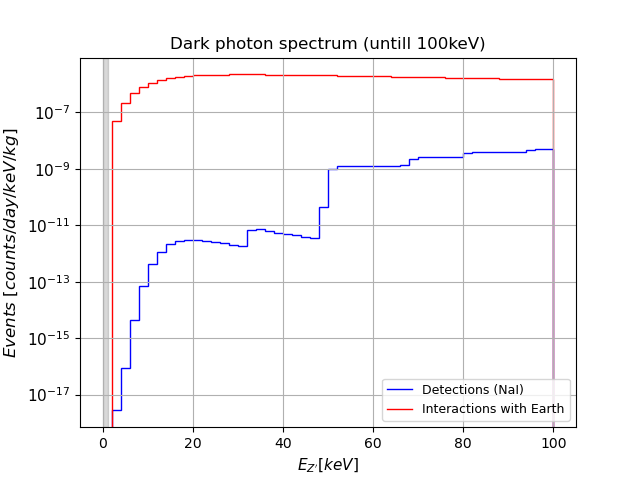 Dark photon spectrum (untill 100keV)
Events [counts/day/keV/kg]
10⁻⁷
10⁻⁹
10⁻¹¹
10⁻¹³
10⁻¹⁵
10⁻¹⁷
Detections (NaI)
Interactions with Earth
0 20 40 60 80 100
E_Z' [keV]